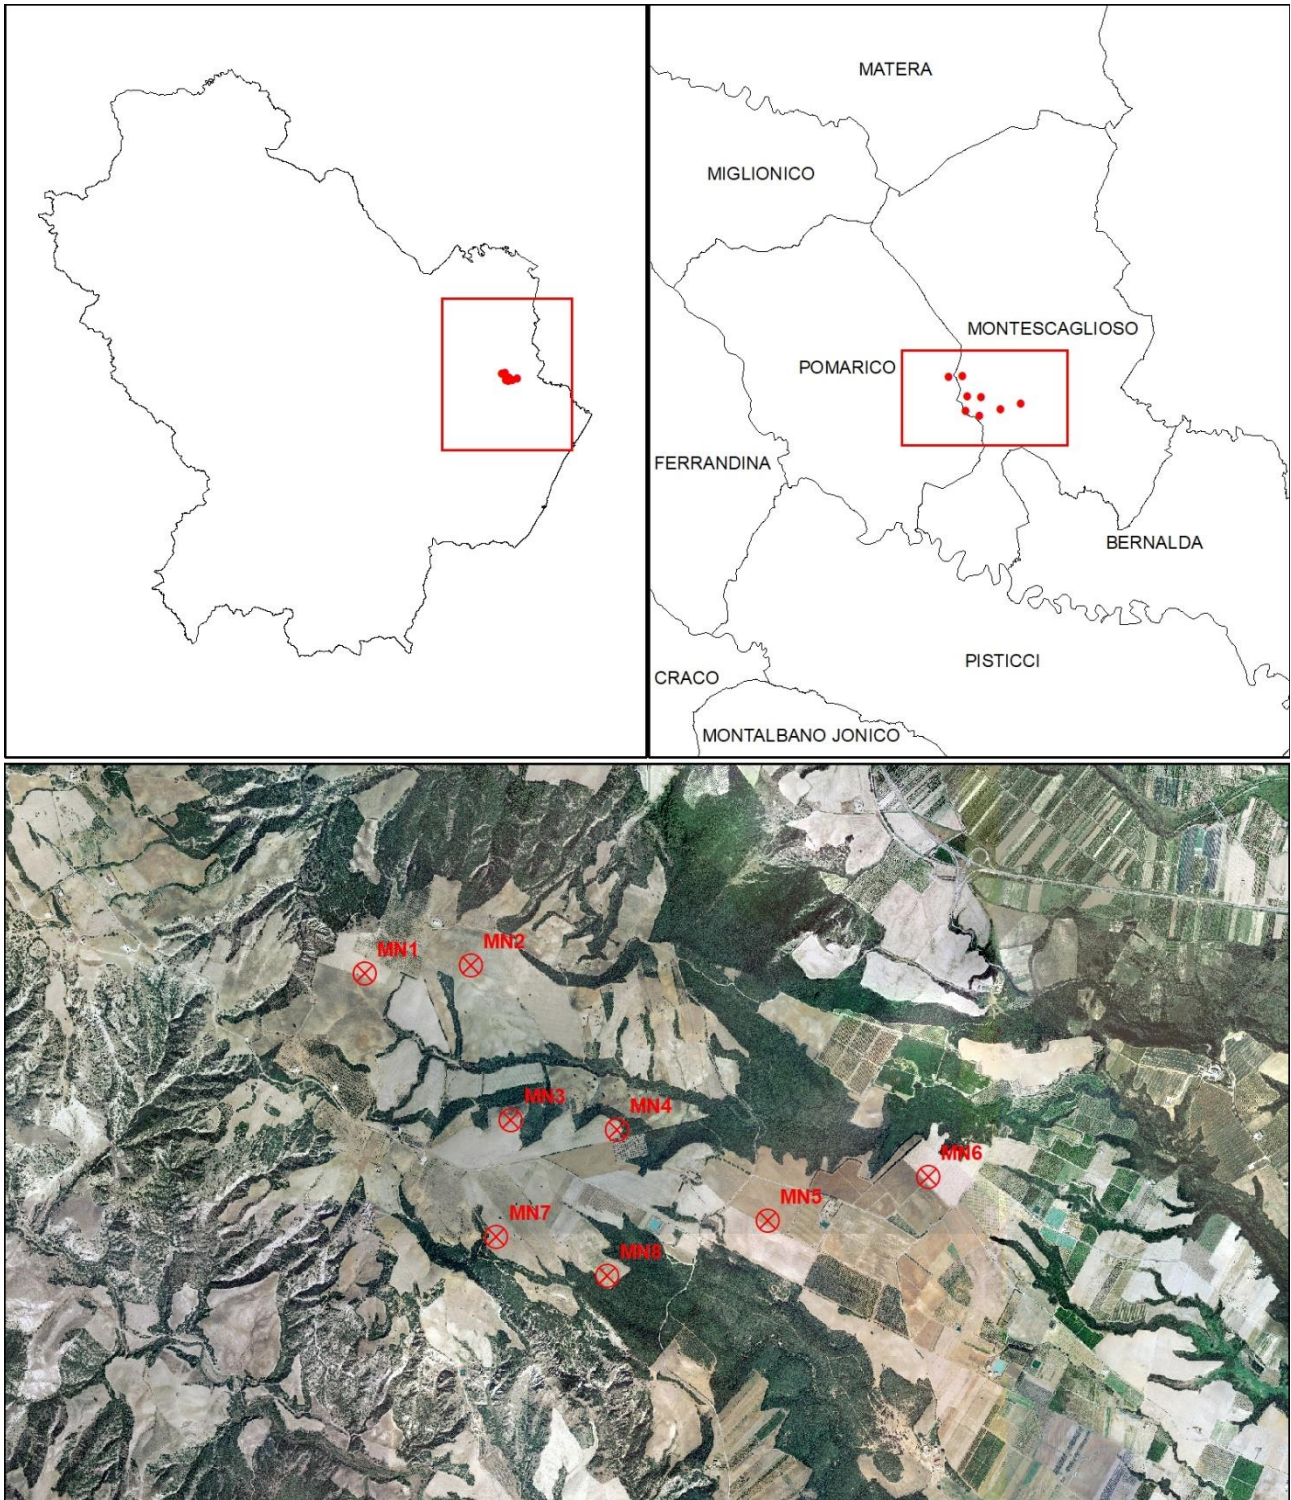 MATERA
MIGLIONICO
MONTESCAGLIOSO
POMARICO
FERRANDINA
BERNALDA
PISTICCI
CRACO
MONTALBANO JONICO
MN1
MN2
MN3
MN4
MN6
MN5
MN7
MN8